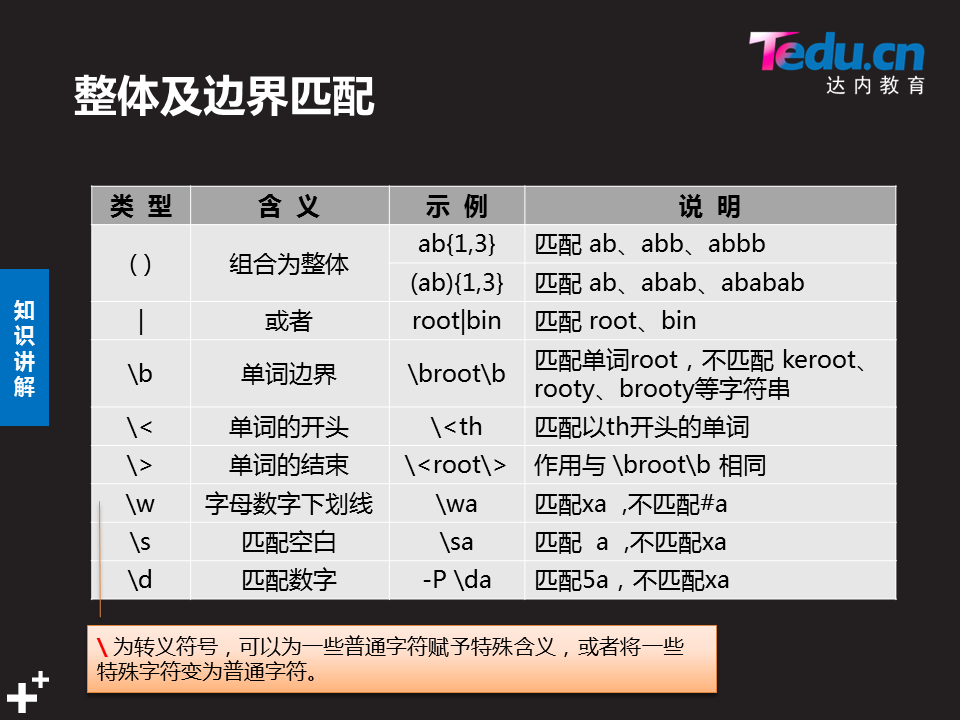 Tedu.cn
达内教育
整体及边界匹配
知识讲解
类 型 含 义 示 例 说 明
( ) 组合为整体 ab{1,3} 匹配 ab、abb、abbb
(ab){1,3} 匹配 ab、abab、ababab
| 或者 root|bin 匹配 root、bin
\b 单词边界 \broot\b 匹配单词root，不匹配 keroot、
rooty、brooty等字符串
\< 单词的开头 \<th 匹配以th开头的单词
\> 单词的结束 \<root\> 作用与 \broot\b 相同
\w 字母数字下划线 \wa 匹配xa ,不匹配#a
\s 匹配空白 \sa 匹配 a ,不匹配xa
\d 匹配数字 -P \da 匹配5a，不匹配xa
\ 为转义符号，可以为一些普通字符赋予特殊含义，或者将一些
特殊字符变为普通字符。